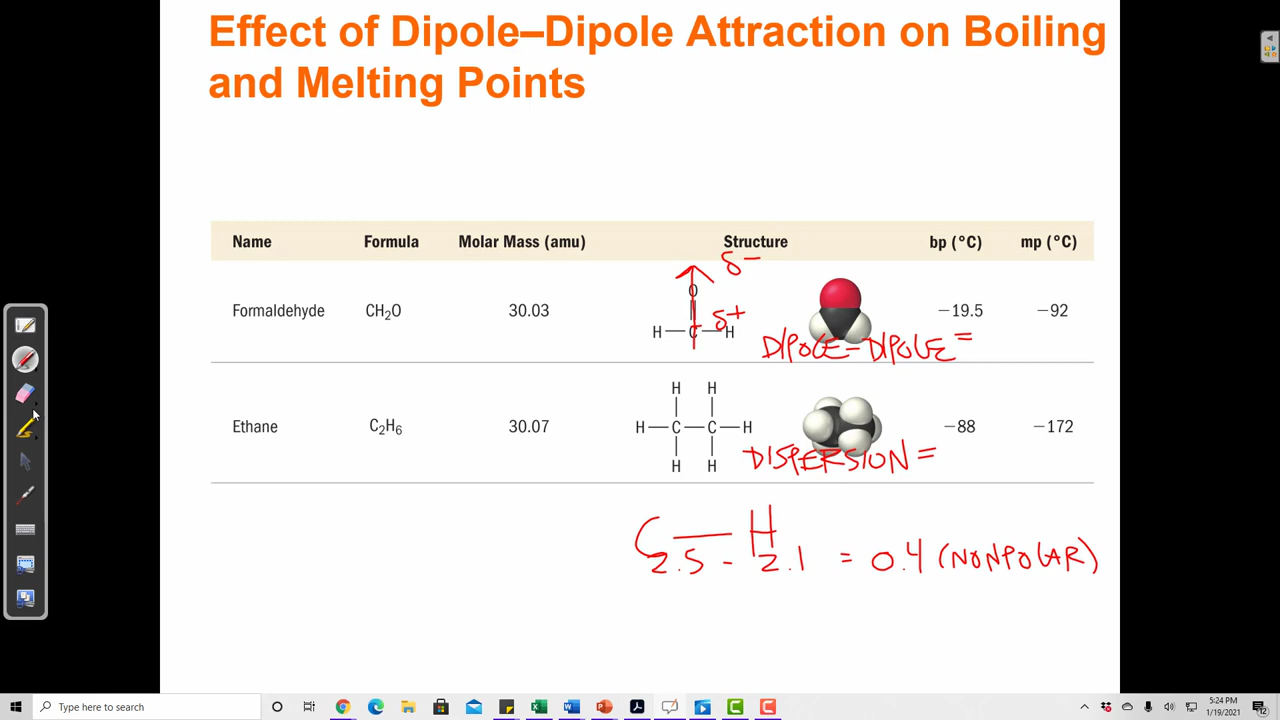 Effect of Dipole–Dipole Attraction on Boiling
and Melting Points
Name Formula Molar Mass (amu) Structure bp (°C) mp (°C)
δ−
O
Formaldehyde CH₂O 30.03 −19.5 −92
δ+
H—C—H
DIPOLE-DIPOLE =
H H
Ethane C₂H₆ 30.07 H—C—C—H −88 −172
H H
DISPERSION =
C — H
2.5 - 2.1 = 0.4 (NONPOLAR)
Type here to search
5:24 PM
1/19/2021
12